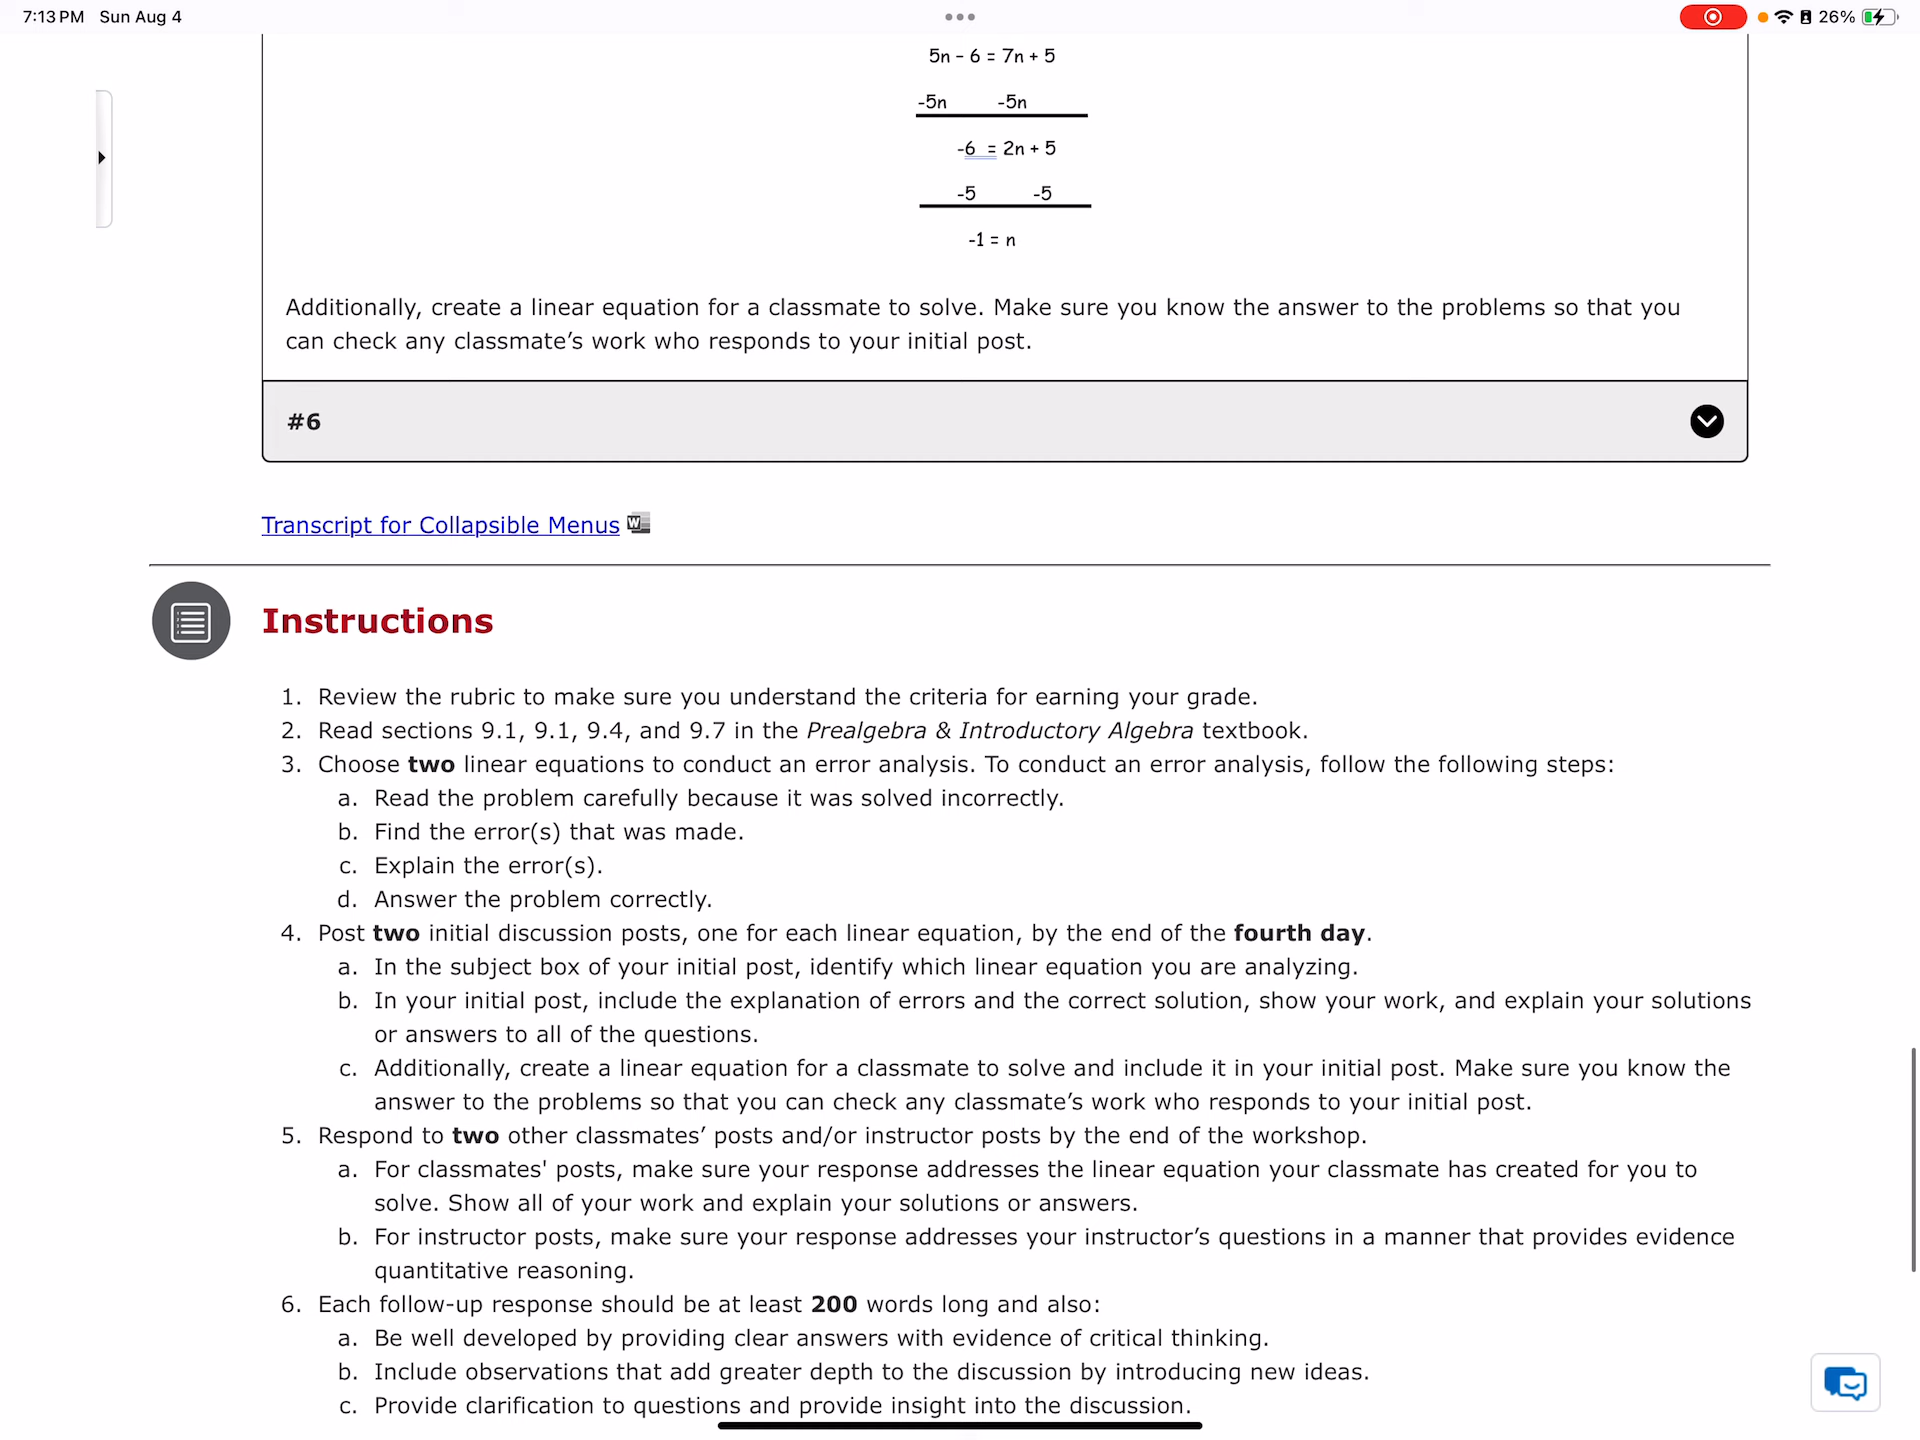 7:13 PM Sun Aug 4
26%
5n - 6 = 7n + 5
-5n -5n
-6 = 2n + 5
-5 -5
-1 = n
Additionally, create a linear equation for a classmate to solve. Make sure you know the answer to the problems so that you
can check any classmate’s work who responds to your initial post.
#6
Transcript for Collapsible Menus
W
Instructions
1. Review the rubric to make sure you understand the criteria for earning your grade.
2. Read sections 9.1, 9.1, 9.4, and 9.7 in the Prealgebra & Introductory Algebra textbook.
3. Choose two linear equations to conduct an error analysis. To conduct an error analysis, follow the following steps:
a. Read the problem carefully because it was solved incorrectly.
b. Find the error(s) that was made.
c. Explain the error(s).
d. Answer the problem correctly.
4. Post two initial discussion posts, one for each linear equation, by the end of the fourth day.
a. In the subject box of your initial post, identify which linear equation you are analyzing.
b. In your initial post, include the explanation of errors and the correct solution, show your work, and explain your solutions
or answers to all of the questions.
c. Additionally, create a linear equation for a classmate to solve and include it in your initial post. Make sure you know the
answer to the problems so that you can check any classmate’s work who responds to your initial post.
5. Respond to two other classmates’ posts and/or instructor posts by the end of the workshop.
a. For classmates' posts, make sure your response addresses the linear equation your classmate has created for you to
solve. Show all of your work and explain your solutions or answers.
b. For instructor posts, make sure your response addresses your instructor’s questions in a manner that provides evidence
quantitative reasoning.
6. Each follow-up response should be at least 200 words long and also:
a. Be well developed by providing clear answers with evidence of critical thinking.
b. Include observations that add greater depth to the discussion by introducing new ideas.
c. Provide clarification to questions and provide insight into the discussion.